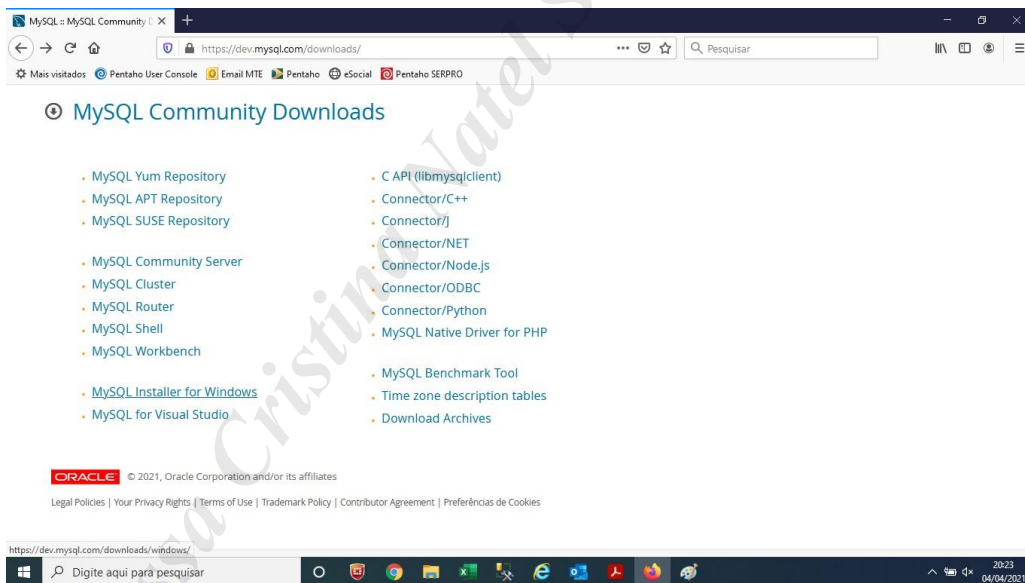 MySQL :: MySQL Community D
https://dev.mysql.com/downloads/
Pesquisar
Mais visitados Pentaho User Console Email MTE Pentaho eSocial Pentaho SERPRO
MySQL Community Downloads
MySQL Yum Repository
MySQL APT Repository
MySQL SUSE Repository
MySQL Community Server
MySQL Cluster
MySQL Router
MySQL Shell
MySQL Workbench
MySQL Installer for Windows
MySQL for Visual Studio
C API (libmysqlclient)
Connector/C++
Connector/J
Connector/NET
Connector/Node.js
Connector/ODBC
Connector/Python
MySQL Native Driver for PHP
MySQL Benchmark Tool
Time zone description tables
Download Archives
ORACLE © 2021, Oracle Corporation and/or its affiliates
Legal Policies | Your Privacy Rights | Terms of Use | Trademark Policy | Contributor Agreement | Preferências de Cookies
https://dev.mysql.com/downloads/windows/
Digite aqui para pesquisar
20:23
04/04/2021
Cristina Natel